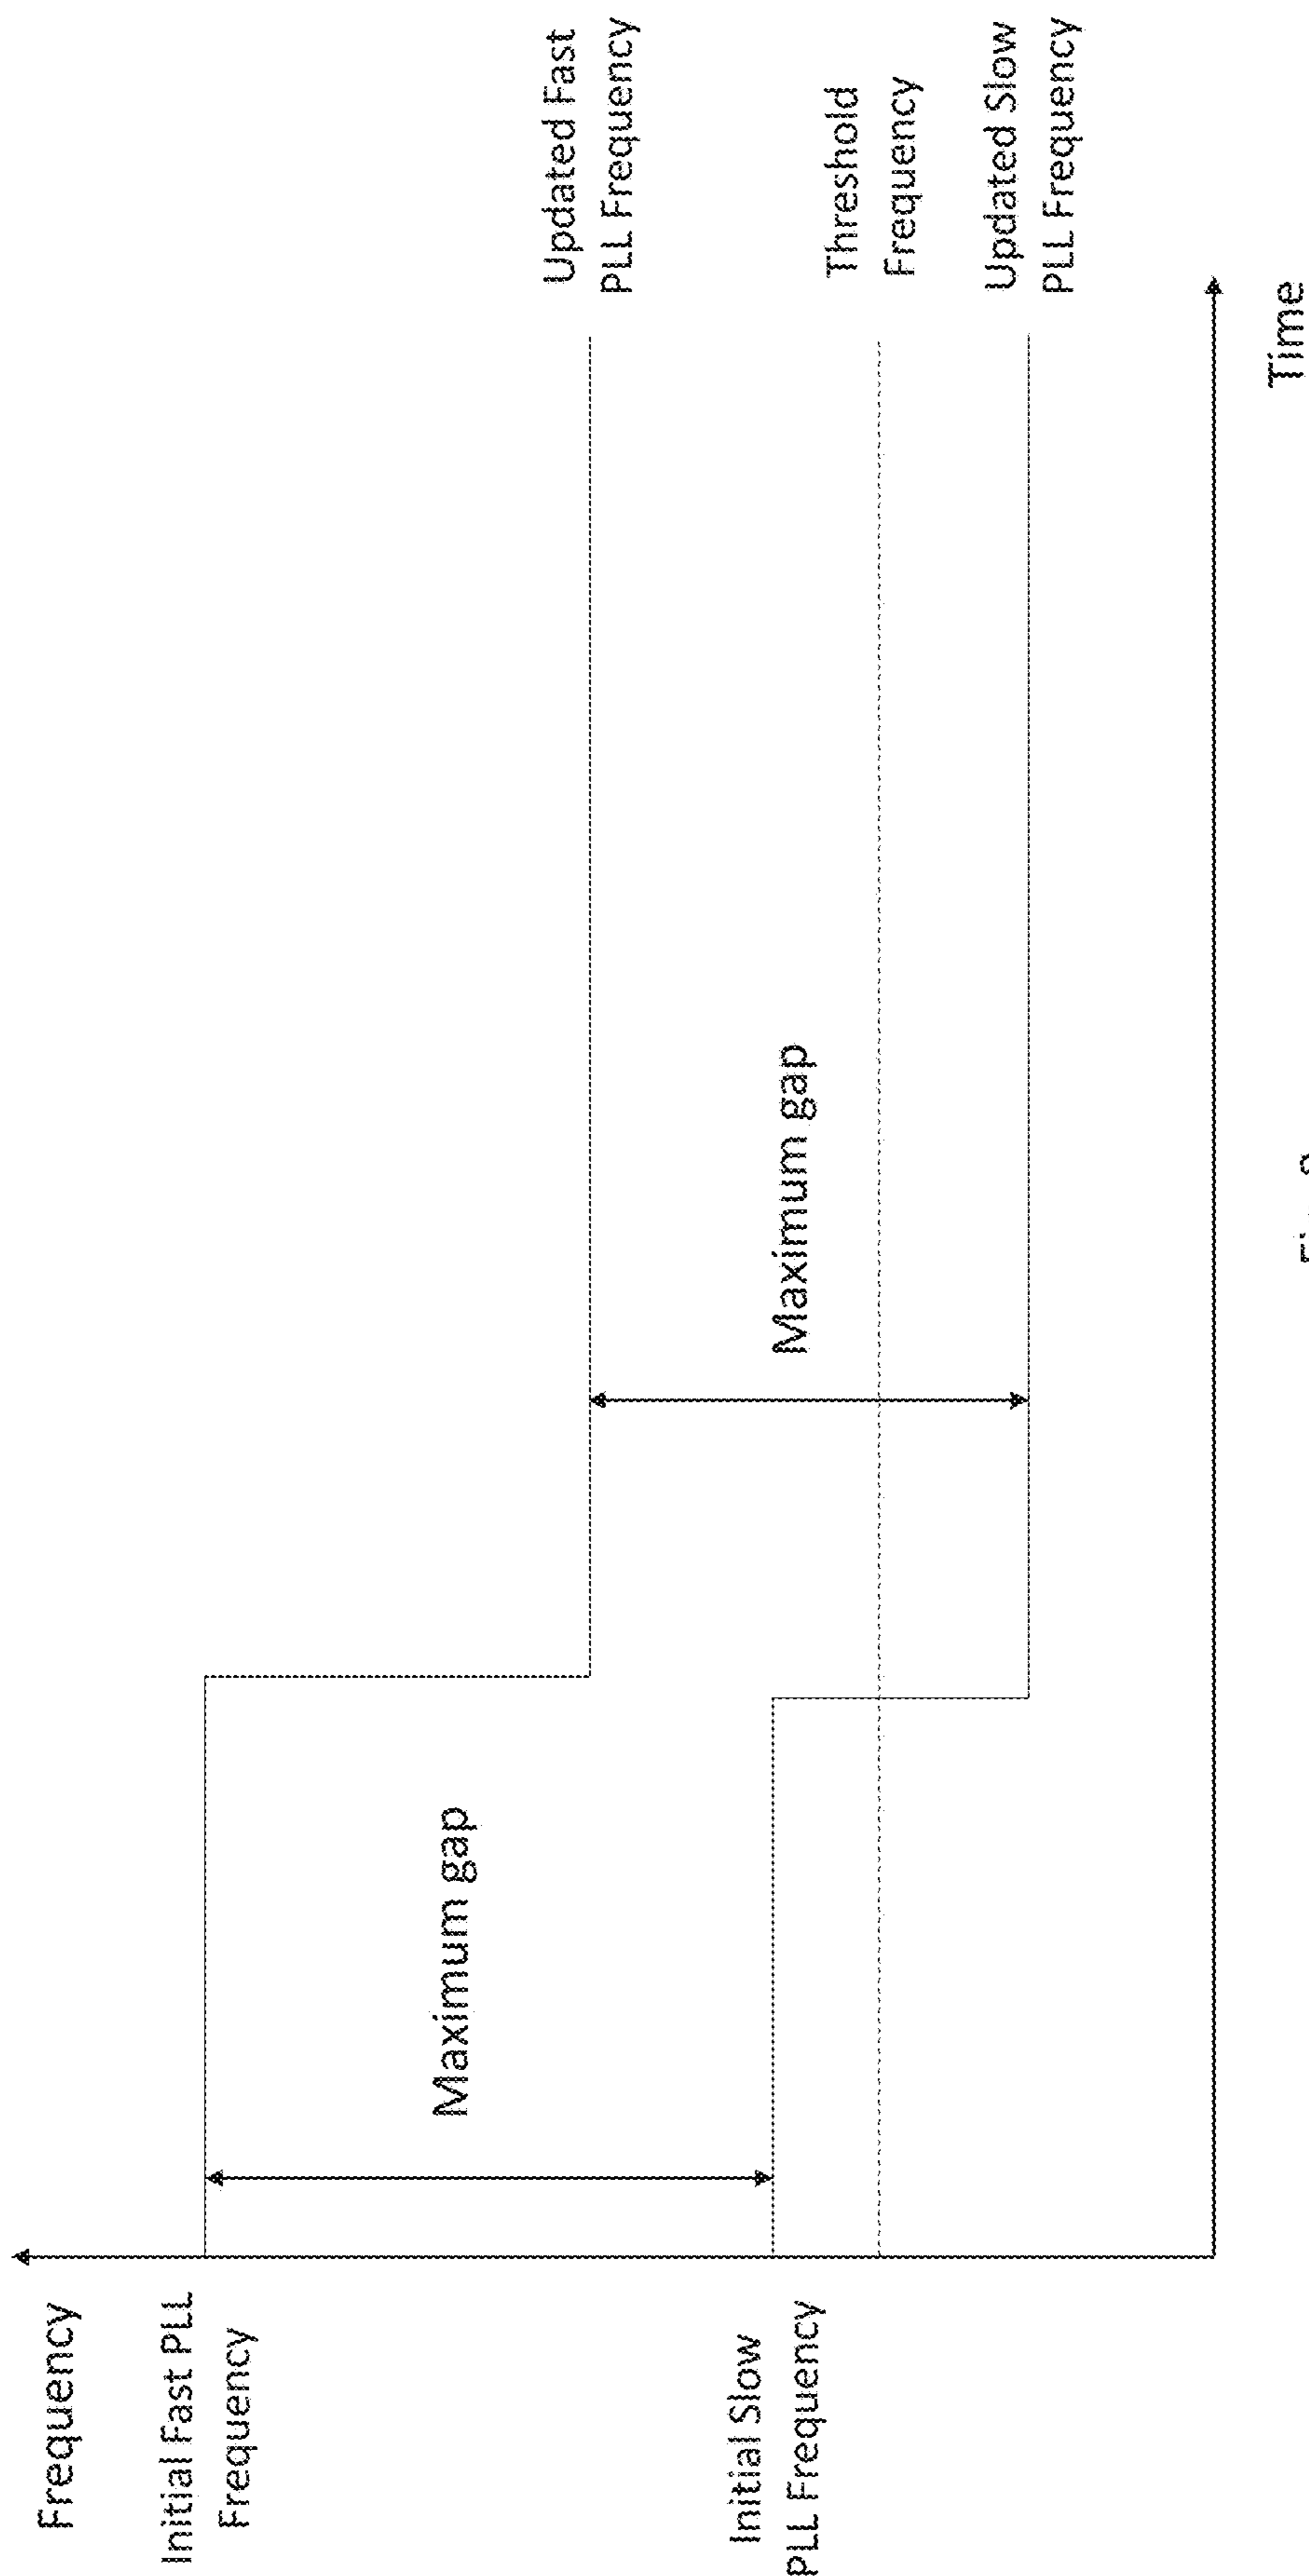 Frequency
Initial Fast PLL
Frequency
Initial Slow
PLL Frequency
Maximum gap
Maximum gap
Updated Fast
PLL Frequency
Threshold
Frequency
Updated Slow
PLL Frequency
Time